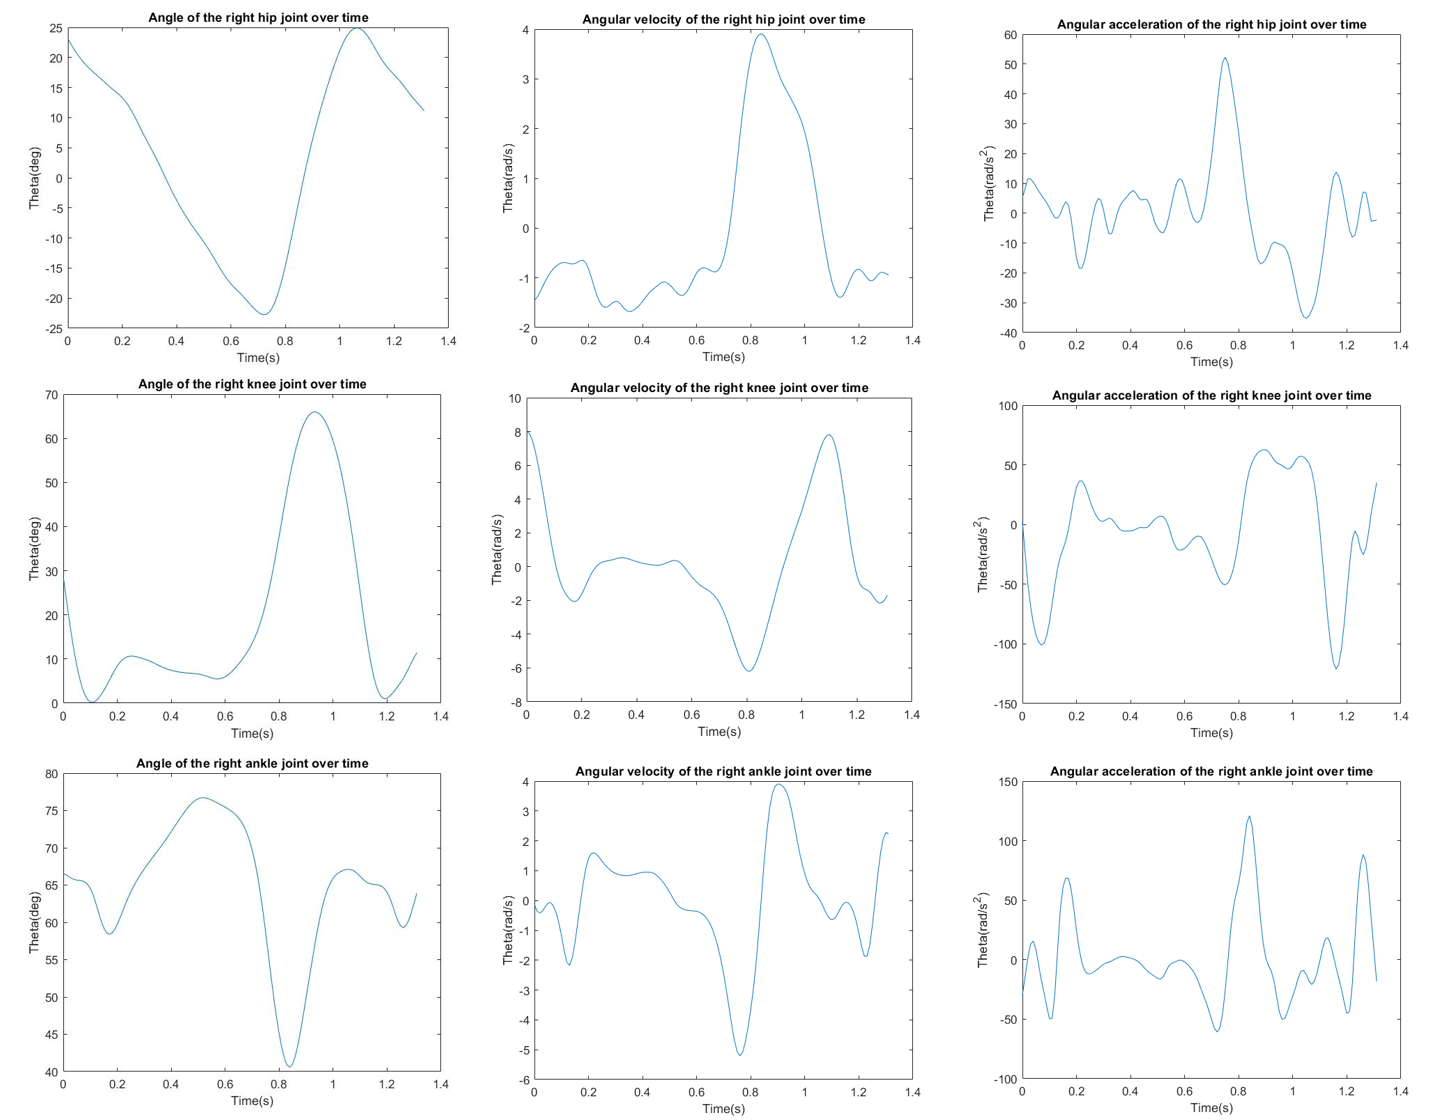 Angle of the right hip joint over time
Theta(deg)
25
20
15
10
5
0
-5
-10
-15
-20
-25
0 0.2 0.4 0.6 0.8 1 1.2 1.4
Time(s)
Angular velocity of the right hip joint over time
Theta(rad/s)
4
3
2
1
0
-1
-2
0 0.2 0.4 0.6 0.8 1 1.2 1.4
Time(s)
Angular acceleration of the right hip joint over time
Theta(rad/s²)
60
50
40
30
20
10
0
-10
-20
-30
-40
0 0.2 0.4 0.6 0.8 1 1.2 1.4
Time(s)
Angle of the right knee joint over time
Theta(deg)
70
60
50
40
30
20
10
0
0 0.2 0.4 0.6 0.8 1 1.2 1.4
Time(s)
Angular velocity of the right knee joint over time
Theta(rad/s)
10
8
6
4
2
0
-2
-4
-6
-8
0 0.2 0.4 0.6 0.8 1 1.2 1.4
Time(s)
Angular acceleration of the right knee joint over time
Theta(rad/s²)
100
50
0
-50
-100
-150
0 0.2 0.4 0.6 0.8 1 1.2 1.4
Time(s)
Angle of the right ankle joint over time
Theta(deg)
80
75
70
65
60
55
50
45
40
0 0.2 0.4 0.6 0.8 1 1.2 1.4
Time(s)
Angular velocity of the right ankle joint over time
Theta(rad/s)
4
3
2
1
0
-1
-2
-3
-4
-5
-6
0 0.2 0.4 0.6 0.8 1 1.2 1.4
Time(s)
Angular acceleration of the right ankle joint over time
Theta(rad/s²)
150
100
50
0
-50
-100
0 0.2 0.4 0.6 0.8 1 1.2 1.4
Time(s)